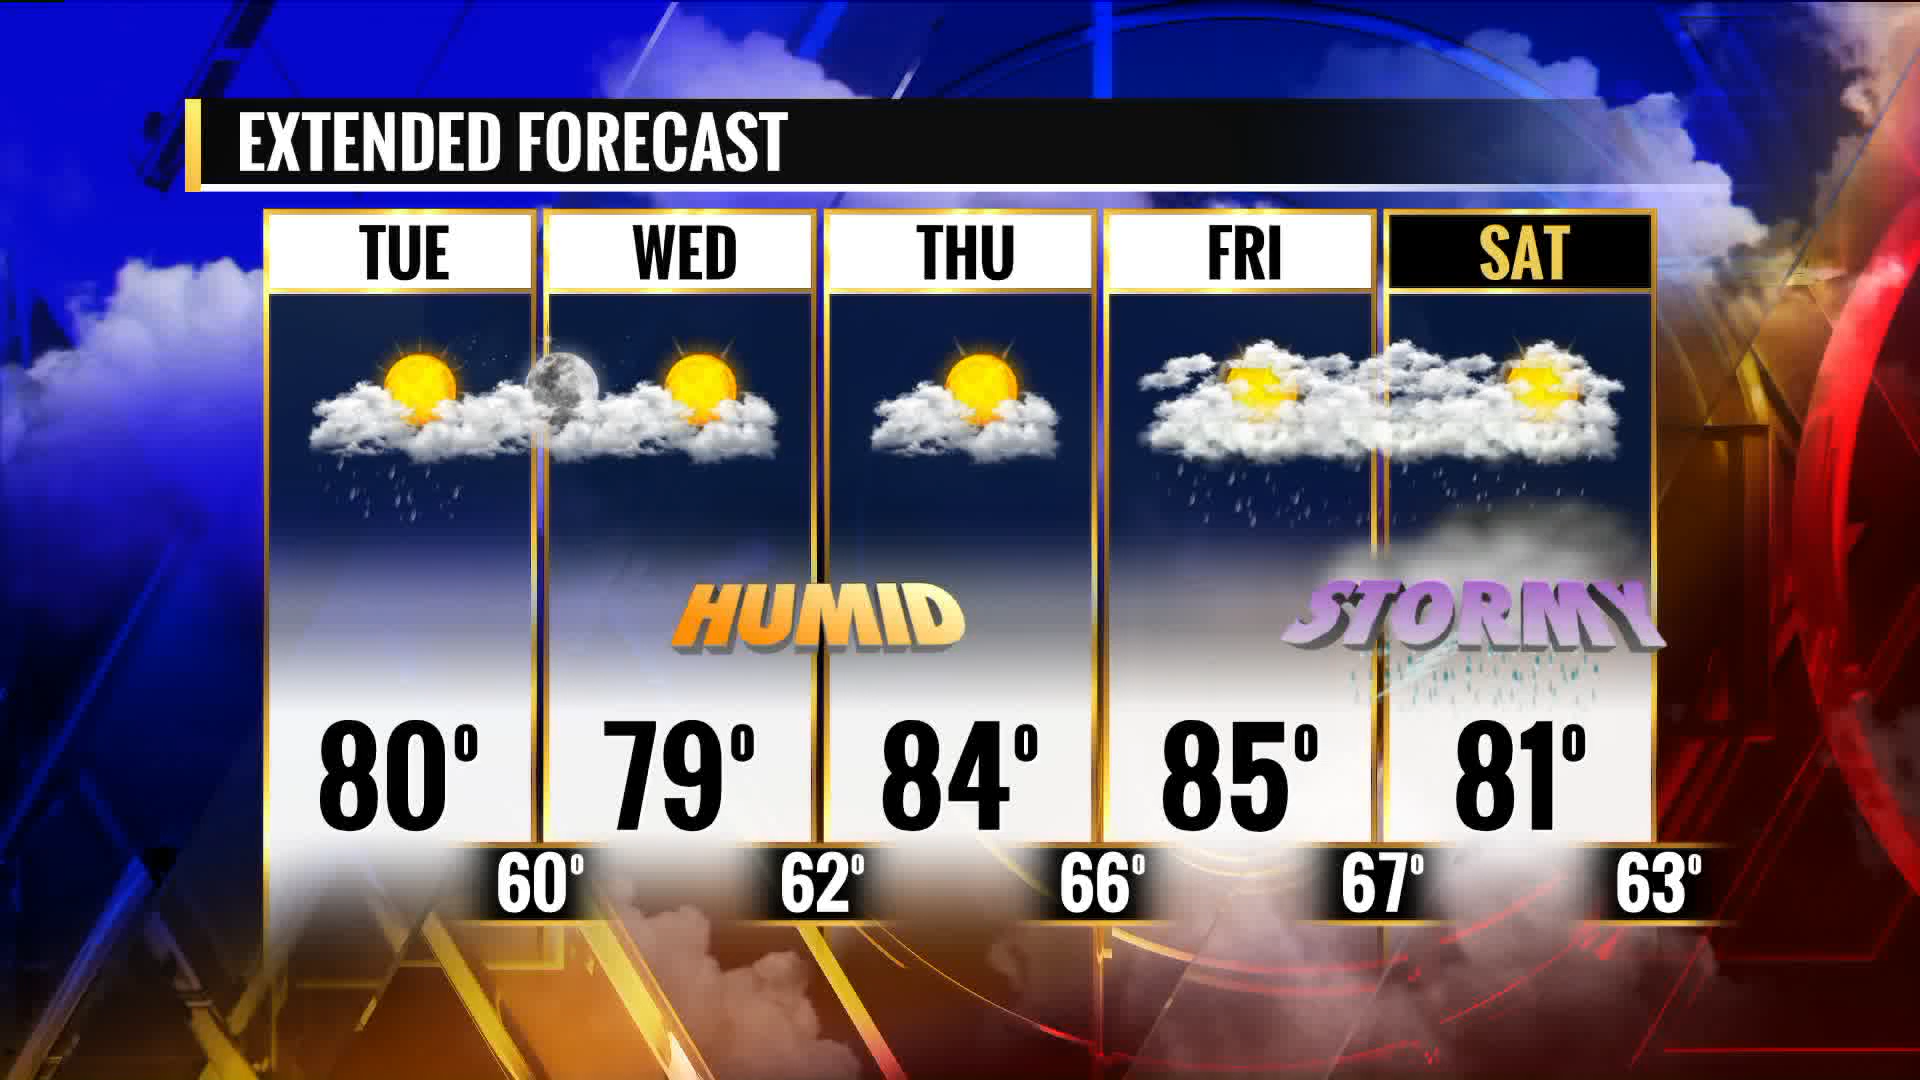 EXTENDED FORECAST
TUE WED THU FRI SAT
HUMID STORMY
80° 79° 84° 85° 81°
60° 62° 66° 67° 63°